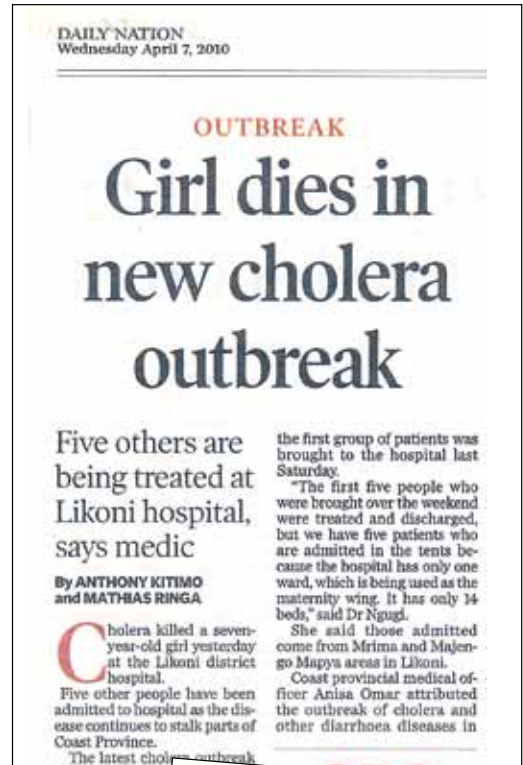 DAILY NATION
Wednesday April 7, 2010
OUTBREAK
Girl dies in
new cholera
outbreak
Five others are
being treated at
Likoni hospital,
says medic
By ANTHONY KITIMO
and MATHIAS RINGA
Cholera killed a seven-
year-old girl yesterday
at the Likoni district
hospital.
Five other people have been
admitted to hospital as the dis-
ease continues to stalk parts of
Coast Province.
The latest cholera outbreak
the first group of patients was
brought to the hospital last
Saturday.
"The first five people who
were brought over the weekend
were treated and discharged,
but we have five patients who
are admitted in the tents be-
cause the hospital has only one
ward, which is being used as the
maternity wing. It has only 14
beds," said Dr Ngugi.
She said those admitted
come from Mrima and Majen-
go Mapya areas in Likoni.
Coast provincial medical of-
ficer Anisa Omar attributed
the outbreak of cholera and
other diarrhoea diseases in